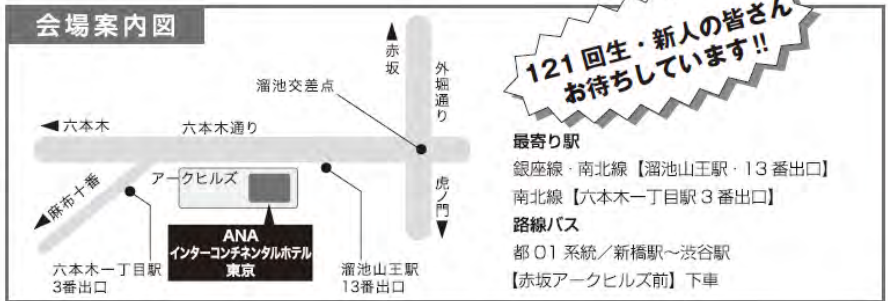 会場案内図
121回生・新人の皆さん
お待ちしています!!
赤坂
外堀通り
溜池交差点
六本木
六本木通り
アークヒルズ
麻布十番
虎ノ門
ANA
インターコンチネンタルホテル
東京
六本木一丁目駅
3番出口
溜池山王駅
13番出口
最寄り駅
銀座線・南北線【溜池山王駅・13番出口】
南北線【六本木一丁目駅3番出口】
路線バス
都01系統／新橋駅～渋谷駅
【赤坂アークヒルズ前】下車